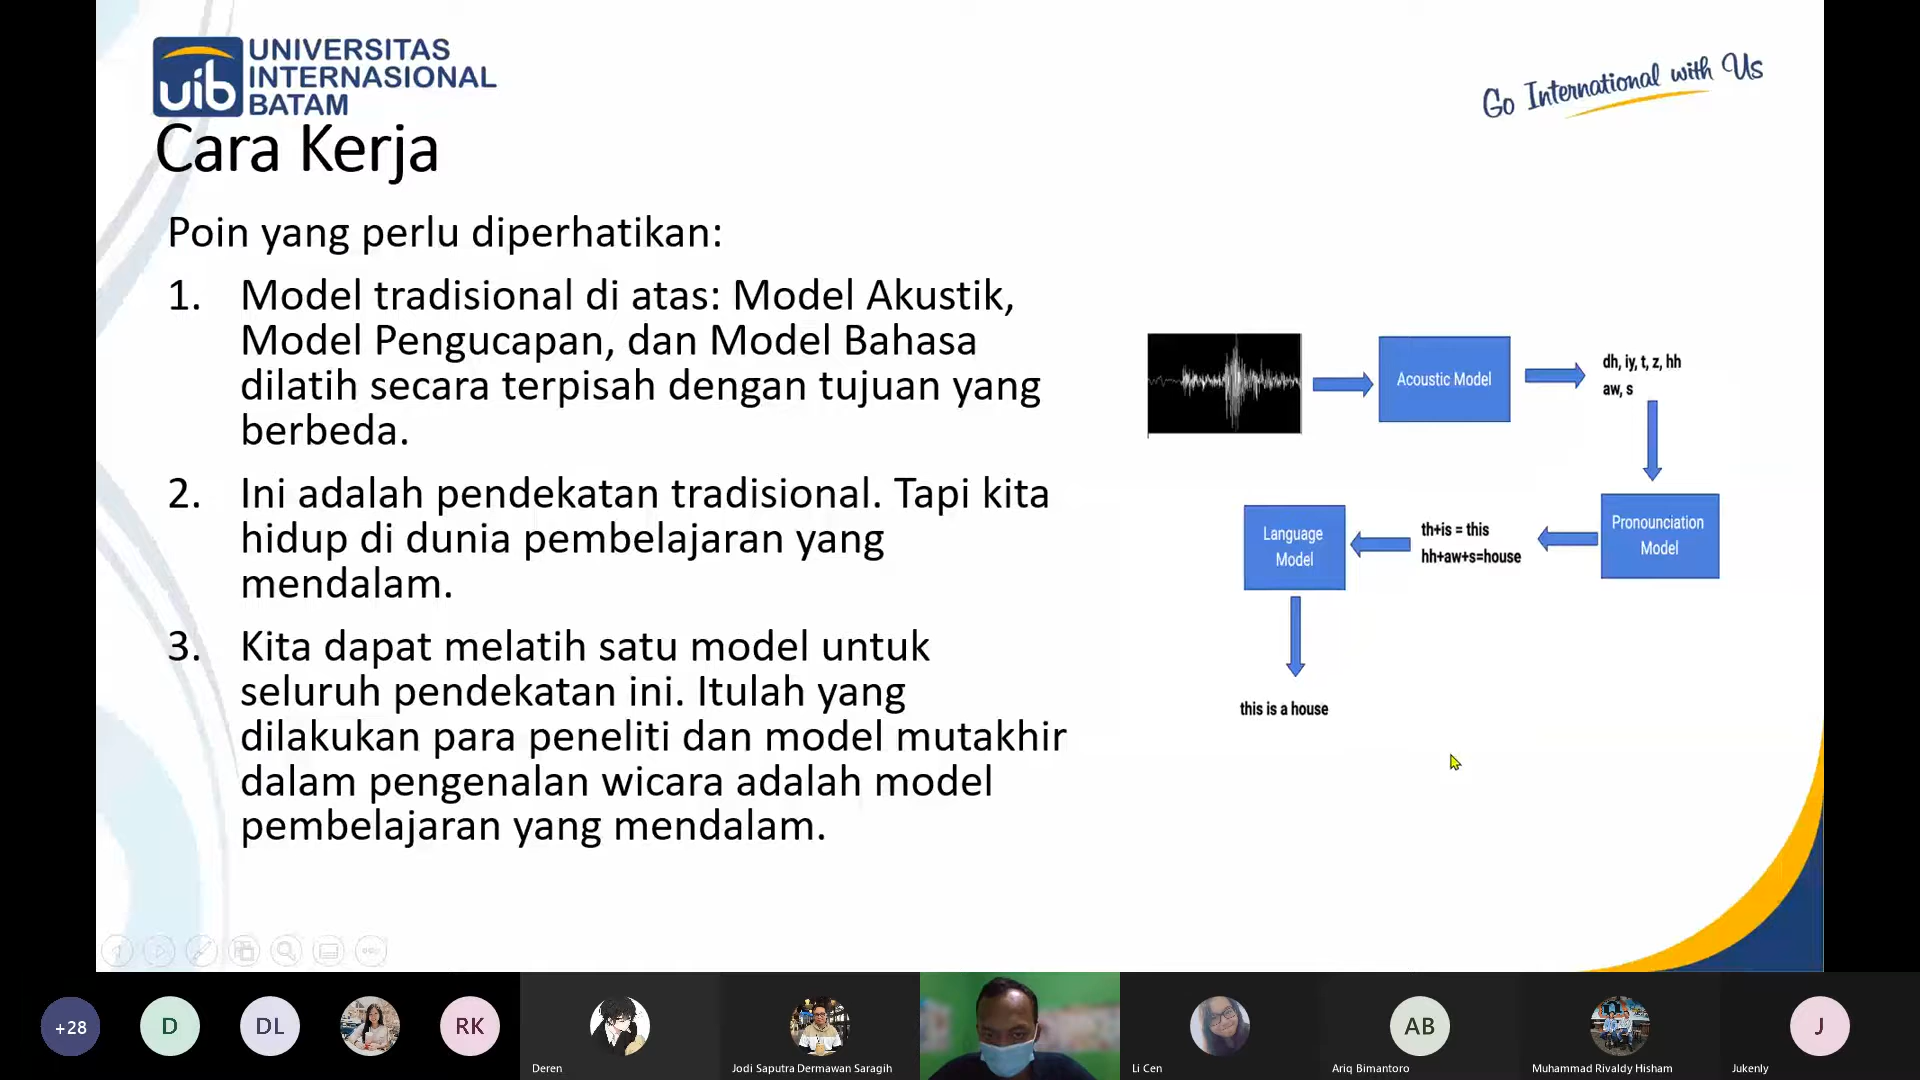 uib
UNIVERSITAS
INTERNASIONAL
BATAM
Go International with Us
Cara Kerja
Poin yang perlu diperhatikan:
1. Model tradisional di atas: Model Akustik,
Model Pengucapan, dan Model Bahasa
dilatih secara terpisah dengan tujuan yang
berbeda.
2. Ini adalah pendekatan tradisional. Tapi kita
hidup di dunia pembelajaran yang
mendalam.
3. Kita dapat melatih satu model untuk
seluruh pendekatan ini. Itulah yang
dilakukan para peneliti dan model mutakhir
dalam pengenalan wicara adalah model
pembelajaran yang mendalam.
Acoustic Model
dh, iy, t, z, hh
aw, s
Pronounciation
Model
th+is = this
hh+aw+s=house
Language
Model
this is a house
+28
D
DL
RK
Deren
Jodi Saputra Dermawan Saragih
Li Cen
AB
Ariq Bimantoro
Muhammad Rivaldy Hisham
J
Jukenly